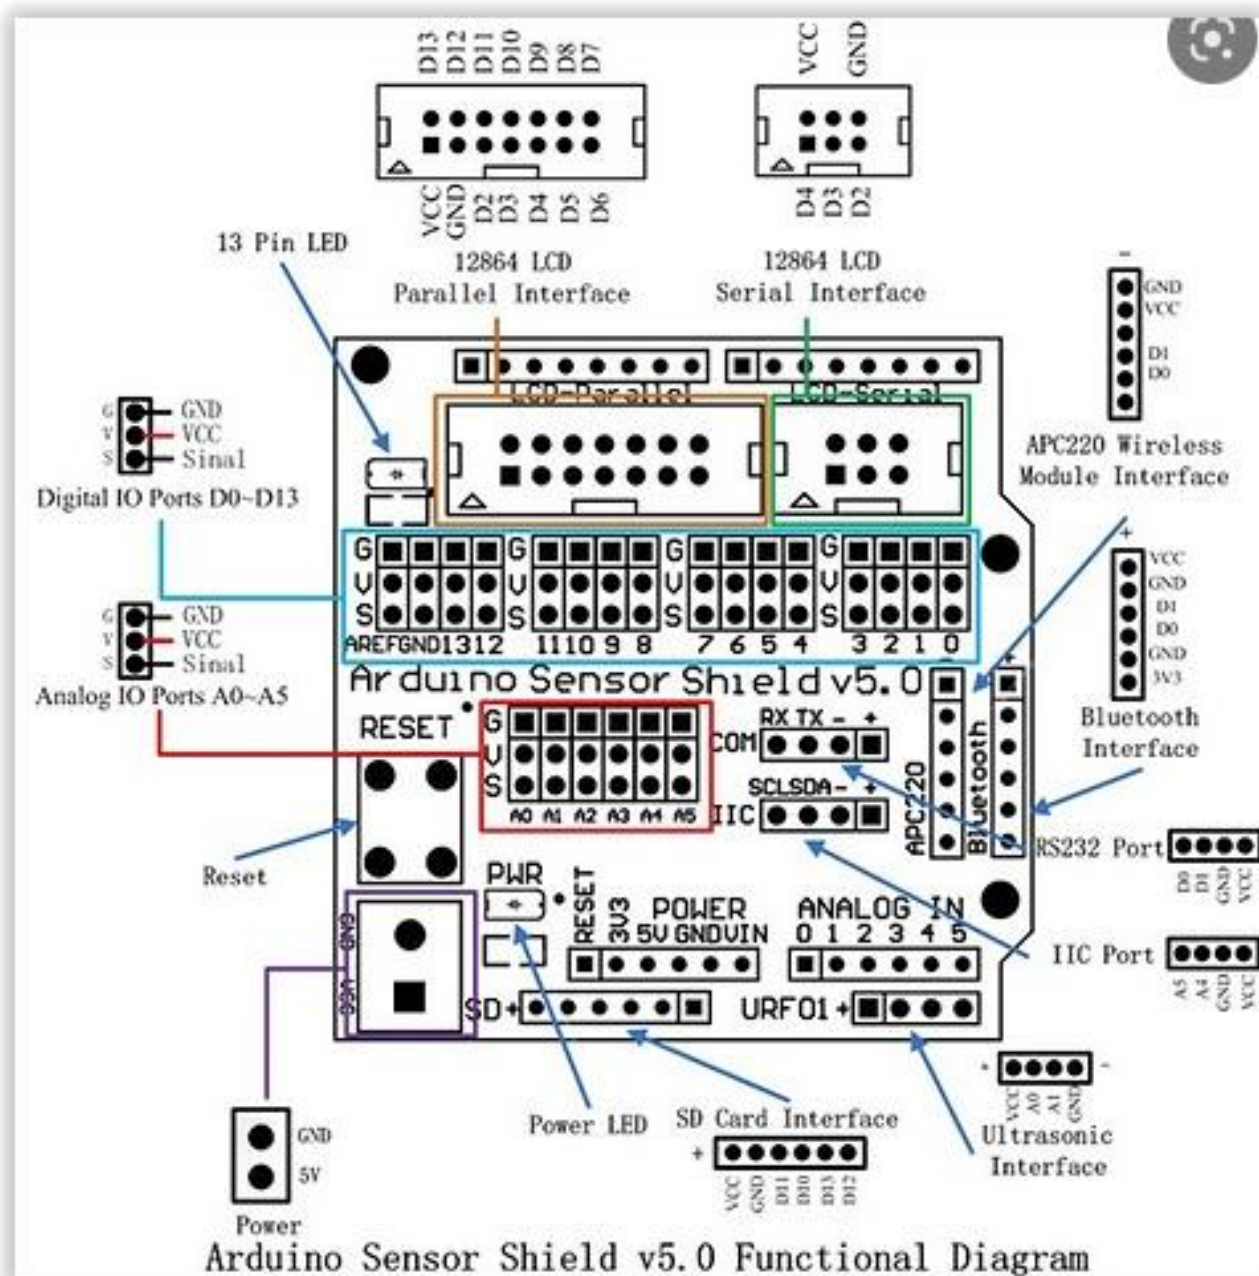 D13 D12 D11 D10 D9 D8 D7
VCC GND
VCC GND D2 D3 D4 D5 D6
D4 D3 D2
13 Pin LED
12864 LCD
Parallel Interface
12864 LCD
Serial Interface
-
GND
VCC
D1
D0
APC220 Wireless
Module Interface
LCD-Parallel
LCD-Serial
G GND
V VCC
S Sinal
Digital IO Ports D0~D13
G G G G
V V V V
S S S S
AREF GND 13 12 11 10 9 8 7 6 5 4 3 2 1 0
+
VCC
GND
D1
D0
GND
3V3
Bluetooth
Interface
G GND
V VCC
S Sinal
Analog IO Ports A0~A5
Arduino Sensor Shield v5.0
- +
RESET
G
V
S
A0 A1 A2 A3 A4 A5
RX TX - +
COM
SCL SDA - +
IIC
APC220
Bluetooth
Reset
RS232 Port
D0 D1 GND VCC
IIC Port
A5 A4 GND VCC
PWR
GND
VCC
POWER
RESET 3V3 5V GND VIN
ANALOG IN
0 1 2 3 4 5
SD+
URF01+
Power LED
SD Card Interface
+
VCC GND D11 D10 D13 D12
-
VCC A0 A1 GND
Ultrasonic
Interface
GND
5V
Power
Arduino Sensor Shield v5.0 Functional Diagram